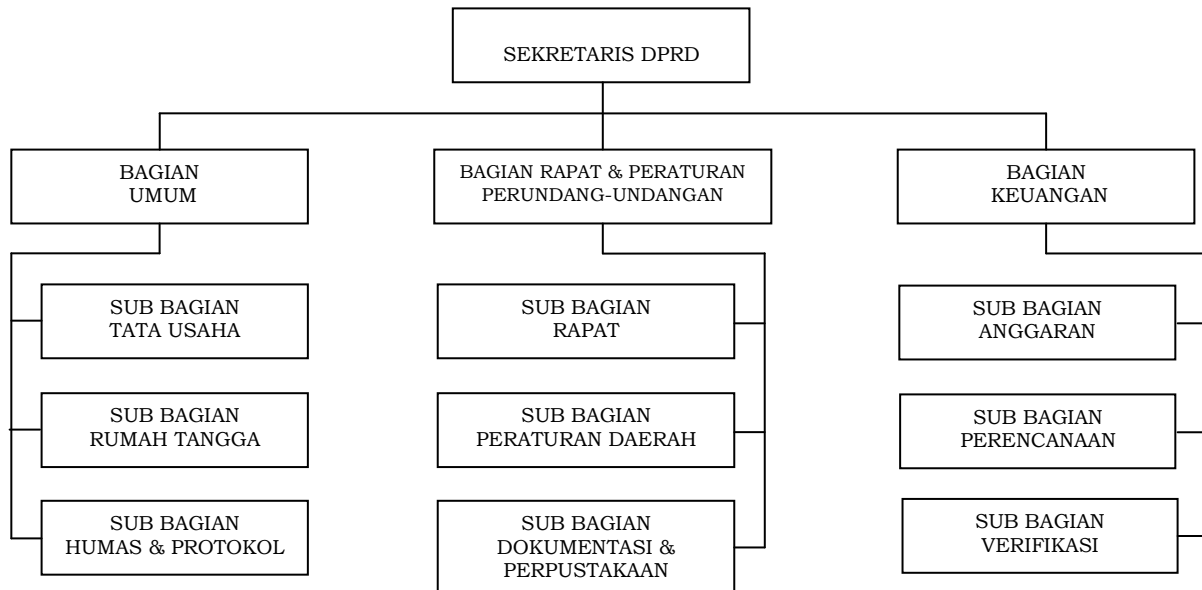 SEKRETARIS DPRD
BAGIAN
UMUM
BAGIAN RAPAT & PERATURAN
PERUNDANG-UNDANGAN
BAGIAN
KEUANGAN
SUB BAGIAN
TATA USAHA
SUB BAGIAN
RAPAT
SUB BAGIAN
ANGGARAN
SUB BAGIAN
RUMAH TANGGA
SUB BAGIAN
PERATURAN DAERAH
SUB BAGIAN
PERENCANAAN
SUB BAGIAN
HUMAS & PROTOKOL
SUB BAGIAN
DOKUMENTASI &
PERPUSTAKAAN
SUB BAGIAN
VERIFIKASI